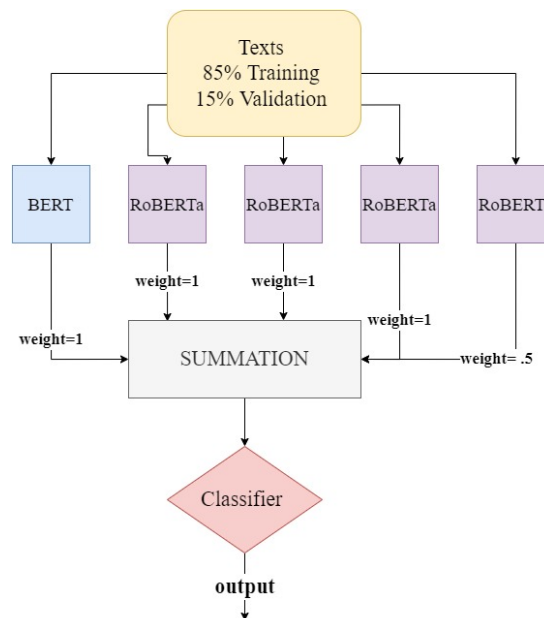 Texts
85% Training
15% Validation
BERT
RoBERTa
RoBERTa
RoBERTa
RoBERT
weight=1
weight=1
weight=1
weight=1
weight= .5
SUMMATION
Classifier
output